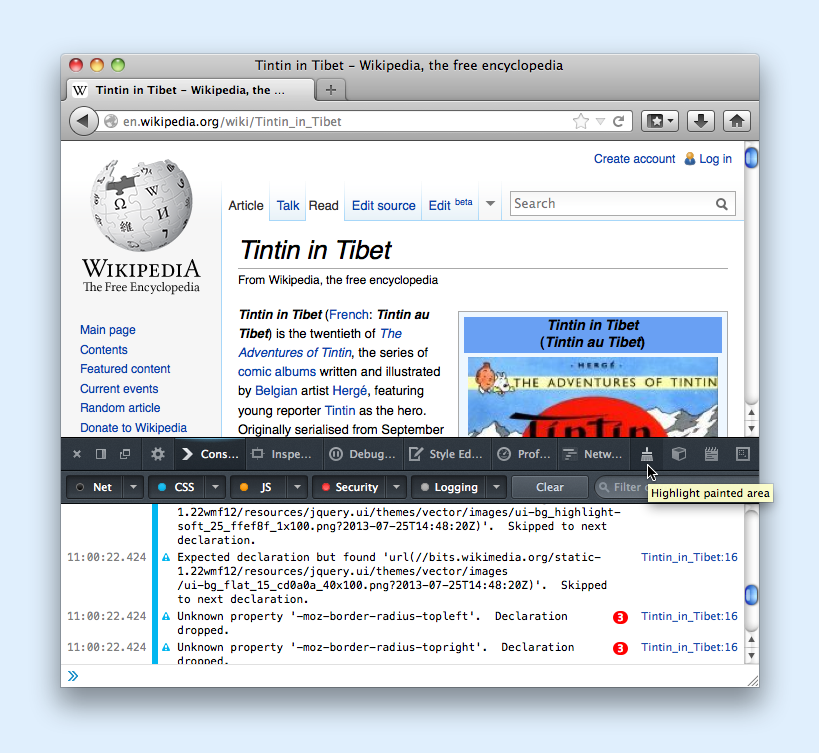 Tintin in Tibet – Wikipedia, the free encyclopedia
W Tintin in Tibet – Wikipedia, the ...
en.wikipedia.org/wiki/Tintin_in_Tibet
Create account Log in
Article Talk Read Edit source Edit beta Search
WIKIPEDIA
The Free Encyclopedia
Tintin in Tibet
From Wikipedia, the free encyclopedia
Main page
Contents
Featured content
Current events
Random article
Donate to Wikipedia
Tintin in Tibet (French: Tintin au
Tibet) is the twentieth of The
Adventures of Tintin, the series of
comic albums written and illustrated
by Belgian artist Hergé, featuring
young reporter Tintin as the hero.
Originally serialised from September
Tintin in Tibet
(Tintin au Tibet)
· HERGÉ ·
THE ADVENTURES OF TINTIN
Tintin
Cons... Inspe... Debug... Style Ed... Prof... Netw...
Net CSS JS Security Logging Clear Filter
Highlight painted area
1.22wmf12/resources/jquery.ui/themes/vector/images/ui-bg_highlight-
soft_25_ffef8f_1x100.png?2013-07-25T14:48:20Z)'. Skipped to next
declaration.
11:00:22.424 Expected declaration but found 'url(//bits.wikimedia.org/static- Tintin_in_Tibet:16
1.22wmf12/resources/jquery.ui/themes/vector/images
/ui-bg_flat_15_cd0a0a_40x100.png?2013-07-25T14:48:20Z)'. Skipped
to next declaration.
11:00:22.424 Unknown property '-moz-border-radius-topleft'. Declaration 3 Tintin_in_Tibet:16
dropped.
11:00:22.424 Unknown property '-moz-border-radius-topright'. Declaration 3 Tintin_in_Tibet:16
dropped.